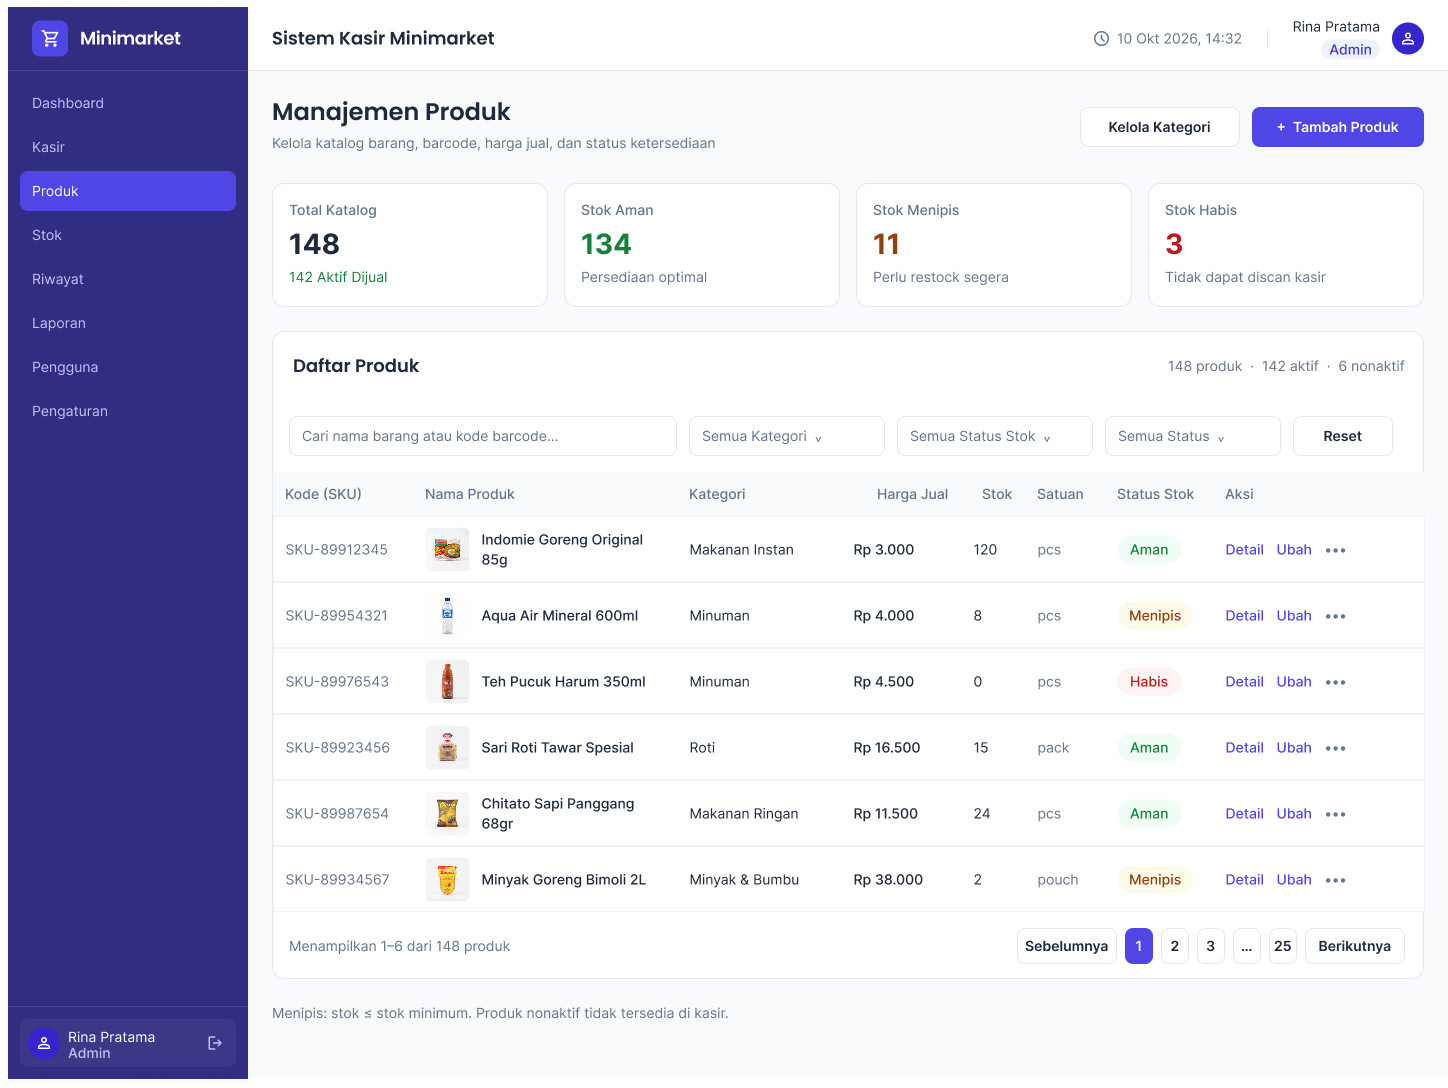 Minimarket
Dashboard
Kasir
Produk
Stok
Riwayat
Laporan
Pengguna
Pengaturan
Rina Pratama
Admin
Sistem Kasir Minimarket
10 Okt 2026, 14:32
Rina Pratama
Admin
Manajemen Produk
Kelola katalog barang, barcode, harga jual, dan status ketersediaan
Kelola Kategori
+ Tambah Produk
Total Katalog
148
142 Aktif Dijual
Stok Aman
134
Persediaan optimal
Stok Menipis
11
Perlu restock segera
Stok Habis
3
Tidak dapat discan kasir
Daftar Produk
148 produk · 142 aktif · 6 nonaktif
Cari nama barang atau kode barcode...
Semua Kategori
Semua Status Stok
Semua Status
Reset
Kode (SKU) Nama Produk Kategori Harga Jual Stok Satuan Status Stok Aksi
SKU-89912345 Indomie Goreng Original 85g Makanan Instan Rp 3.000 120 pcs Aman Detail Ubah •••
SKU-89954321 Aqua Air Mineral 600ml Minuman Rp 4.000 8 pcs Menipis Detail Ubah •••
SKU-89976543 Teh Pucuk Harum 350ml Minuman Rp 4.500 0 pcs Habis Detail Ubah •••
SKU-89923456 Sari Roti Tawar Spesial Roti Rp 16.500 15 pack Aman Detail Ubah •••
SKU-89987654 Chitato Sapi Panggang 68gr Makanan Ringan Rp 11.500 24 pcs Aman Detail Ubah •••
SKU-89934567 Minyak Goreng Bimoli 2L Minyak & Bumbu Rp 38.000 2 pouch Menipis Detail Ubah •••
Menampilkan 1–6 dari 148 produk
Sebelumnya 1 2 3 ... 25 Berikutnya
Menipis: stok ≤ stok minimum. Produk nonaktif tidak tersedia di kasir.